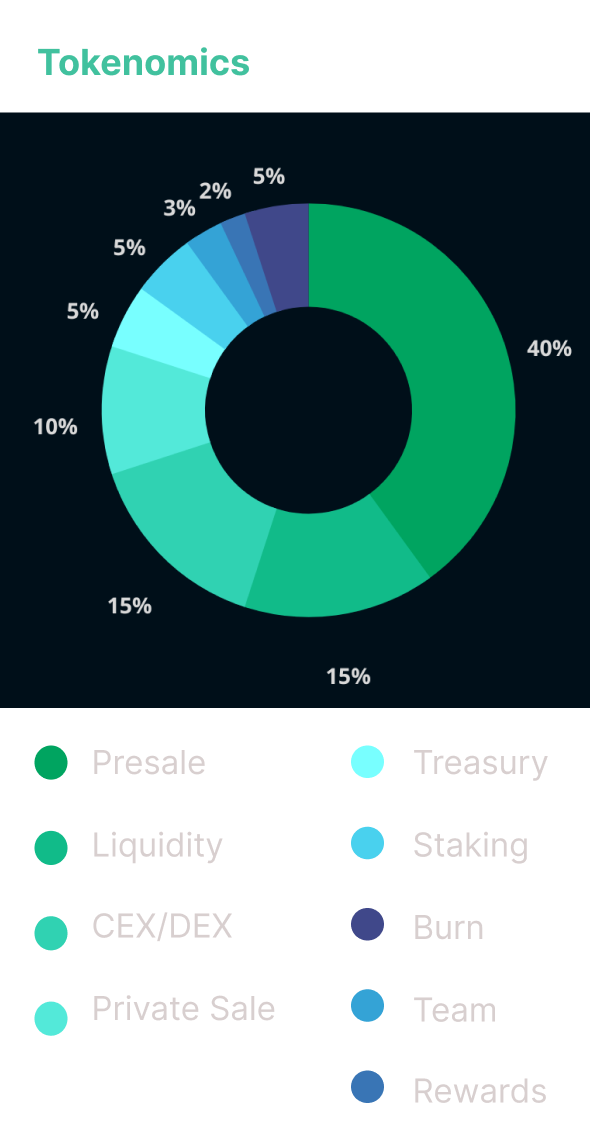 Tokenomics
5%
2%
3%
5%
5%
40%
10%
15%
15%
Presale
Liquidity
CEX/DEX
Private Sale
Treasury
Staking
Burn
Team
Rewards